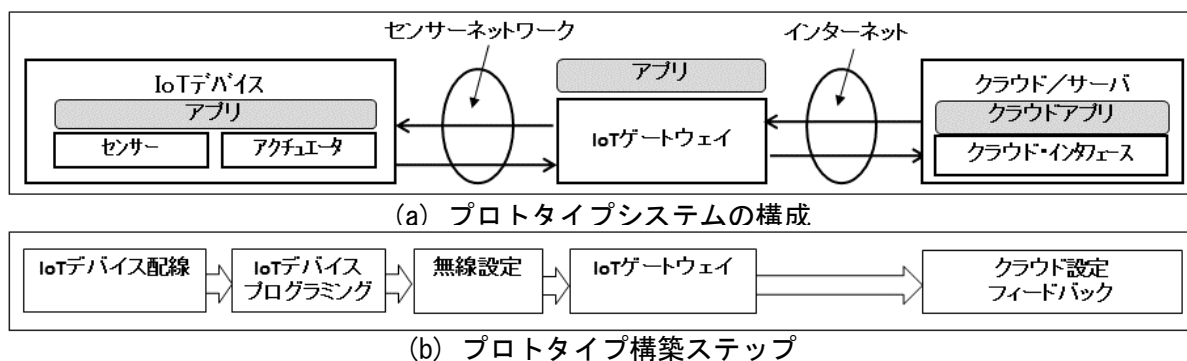 センサーネットワーク
インターネット
IoTデバイス
アプリ
センサー
アクチュエータ
アプリ
IoTゲートウェイ
クラウド／サーバ
クラウドアプリ
クラウド・インタフェース
(a) プロトタイプシステムの構成
IoTデバイス配線
IoTデバイス
プログラミング
無線設定
IoTゲートウェイ
クラウド設定
フィードバック
(b) プロトタイプ構築ステップ